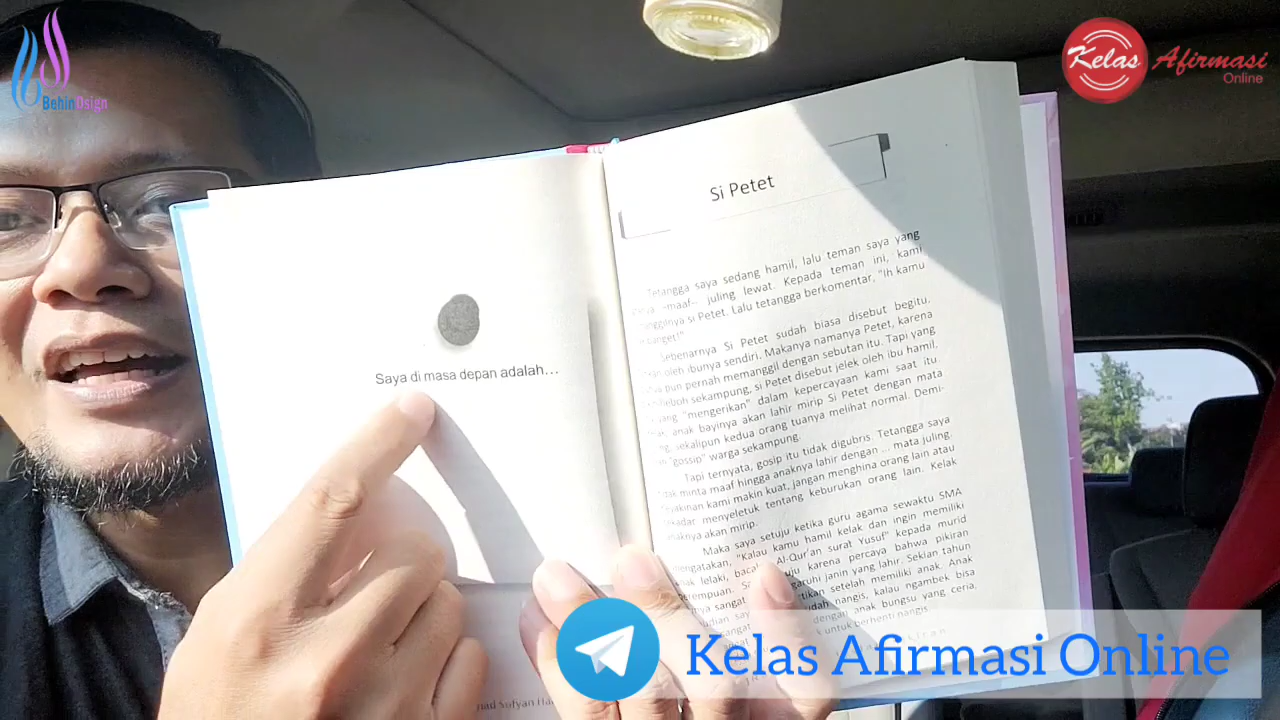 BehinDsign
Kelas Afirmasi
Online
Saya di masa depan adalah...
Si Petet
Tetangga saya sedang hamil, lalu teman saya yang
juling lewat. Kepada teman ini, kami
si Petet. Lalu tetangga berkomentar, "Ih kamu
banget!"
Sebenarnya Si Petet sudah biasa disebut begitu.
oleh ibunya sendiri. Makanya namanya Petet, karena
pun pernah memanggil dengan sebutan itu. Tapi yang
sekampung, si Petet disebut jelek oleh ibu hamil,
yang "mengerikan" dalam kepercayaan kami saat itu
anak bayinya akan lahir mirip Si Petet dengan mata
sekalipun kedua orang tuanya melihat normal. Demi-
"gossip" warga sekampung.
Tapi ternyata, gosip itu tidak digubris. Tetangga saya
minta maaf hingga anaknya lahir dengan ... mata juling.
kami makin kuat, jangan menghina orang lain atau
menyeletuk tentang keburukan orang lain. Kelak
akan mirip.
Maka saya setuju ketika guru agama sewaktu SMA
mengatakan, "Kalau kamu hamil kelak dan ingin memiliki
lelaki, Al-Qur'an surat Yusuf" kepada murid
perempuan. karena percaya bahwa pikiran
janin yang lahir. Sekian tahun
setelah memiliki anak. Anak
sangat nangis, kalau ngambek bisa
dengan anak bungsu yang ceria,
untuk berhenti nangis.
Sufyan
Kelas Afirmasi Online